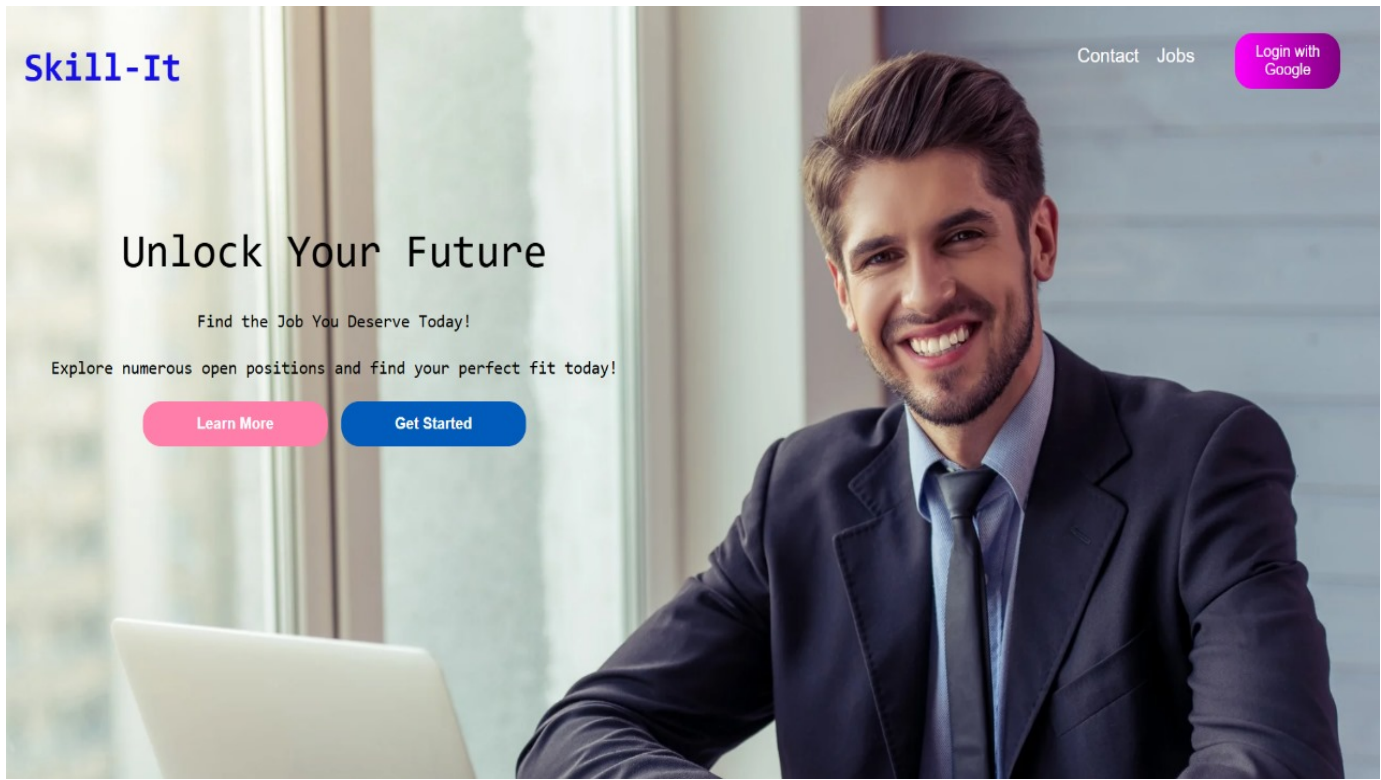 Skill-It
Contact Jobs
Login with
Google
Unlock Your Future
Find the Job You Deserve Today!
Explore numerous open positions and find your perfect fit today!
Learn More Get Started